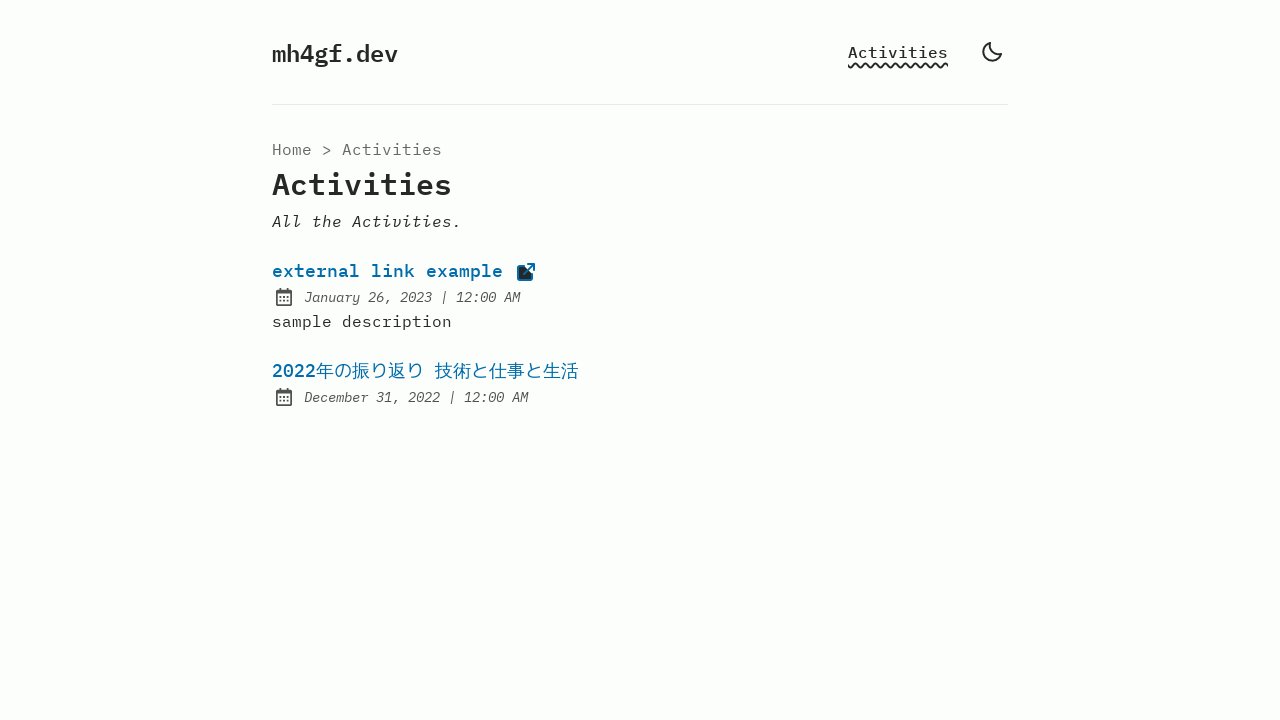 mh4gf.dev
Activities
Home > Activities
Activities
All the Activities.
external link example
January 26, 2023 | 12:00 AM
sample description
2022年の振り返り 技術と仕事と生活
December 31, 2022 | 12:00 AM